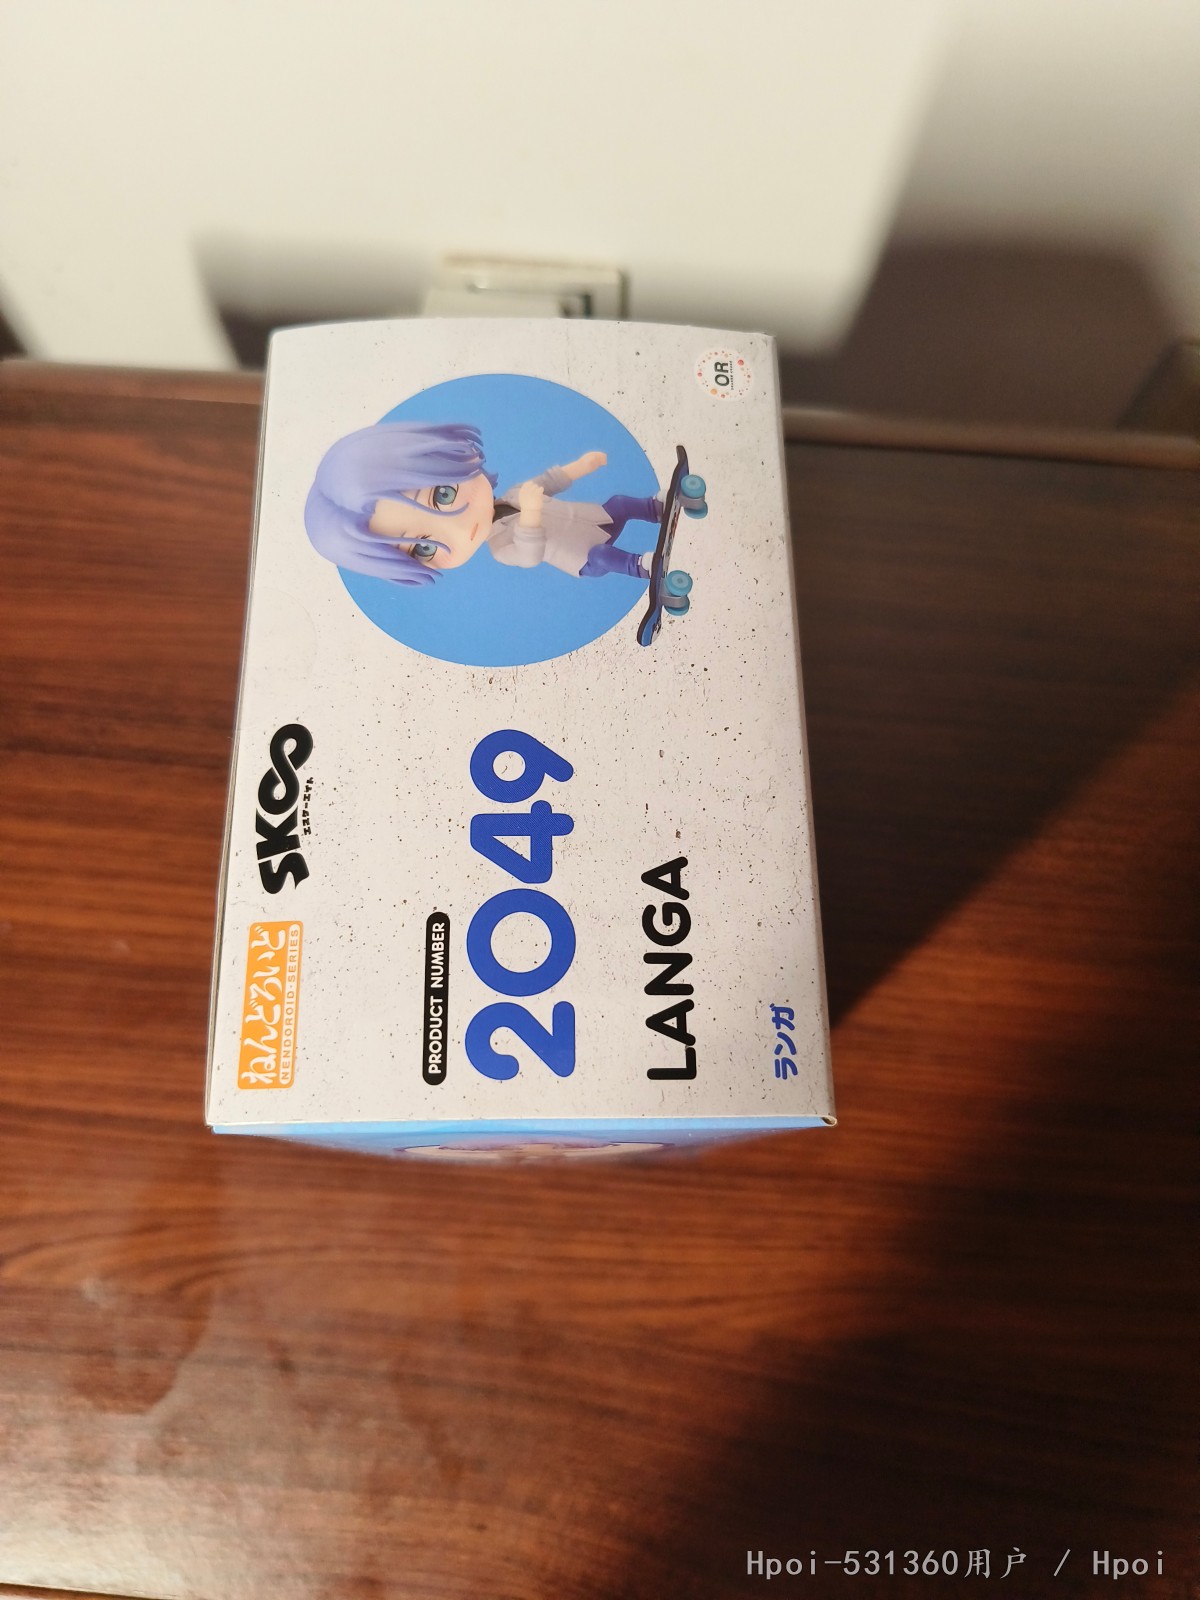 ねんどろいど
NENDOROID·SERIES
SK∞
エスケーエイト
PRODUCT NUMBER
2049
LANGA
ランガ
OR
Hpoi-531360用户 / Hpoi